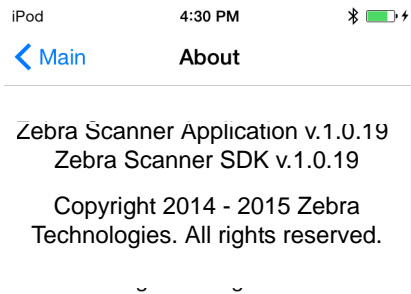 iPod 4:30 PM
Main About
Zebra Scanner Application v.1.0.19
Zebra Scanner SDK v.1.0.19
Copyright 2014 - 2015 Zebra
Technologies. All rights reserved.